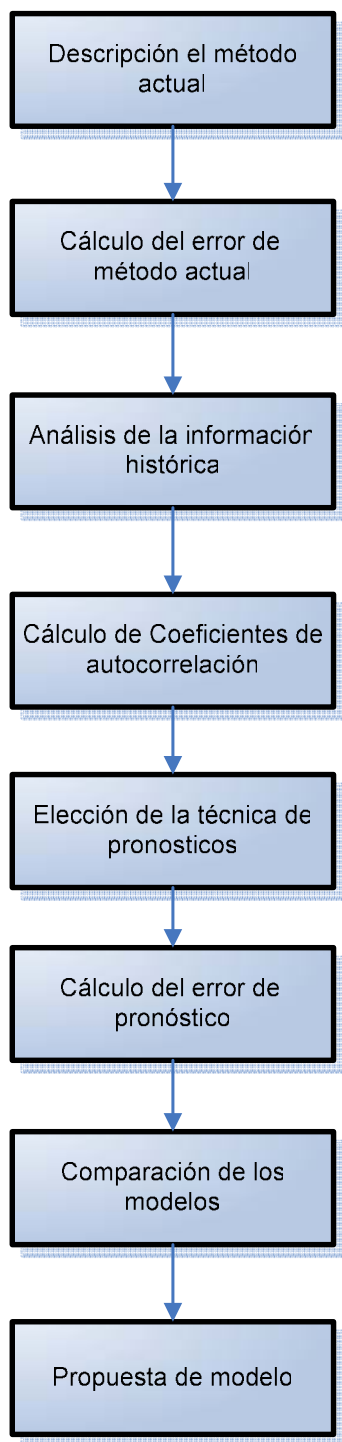 Descripción el método
actual
Cálculo del error de
método actual
Análisis de la información
histórica
Cálculo de Coeficientes de
autocorrelación
Elección de la técnica de
pronosticos
Cálculo del error de
pronóstico
Comparación de los
modelos
Propuesta de modelo